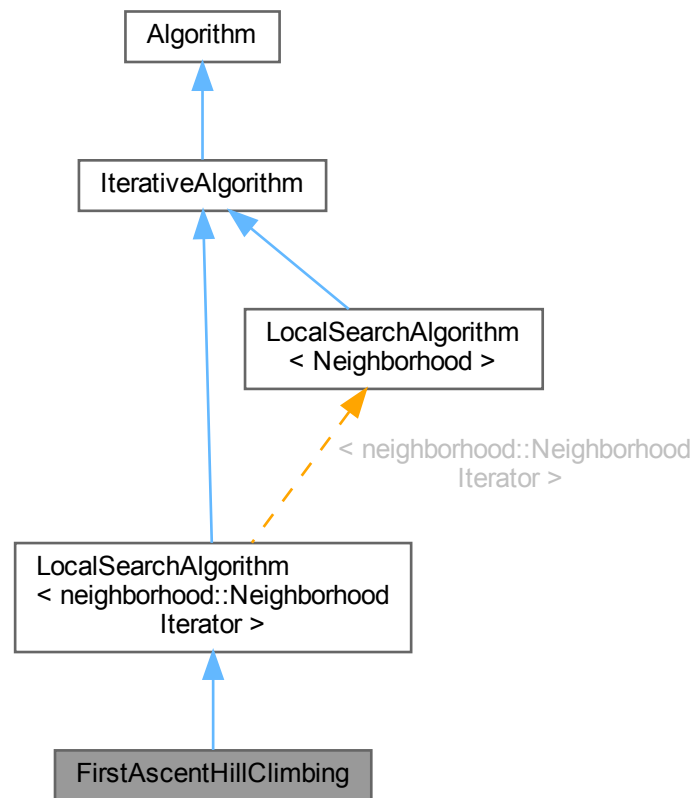 Algorithm
IterativeAlgorithm
LocalSearchAlgorithm
< Neighborhood >
< neighborhood::Neighborhood
Iterator >
LocalSearchAlgorithm
< neighborhood::Neighborhood
Iterator >
FirstAscentHillClimbing